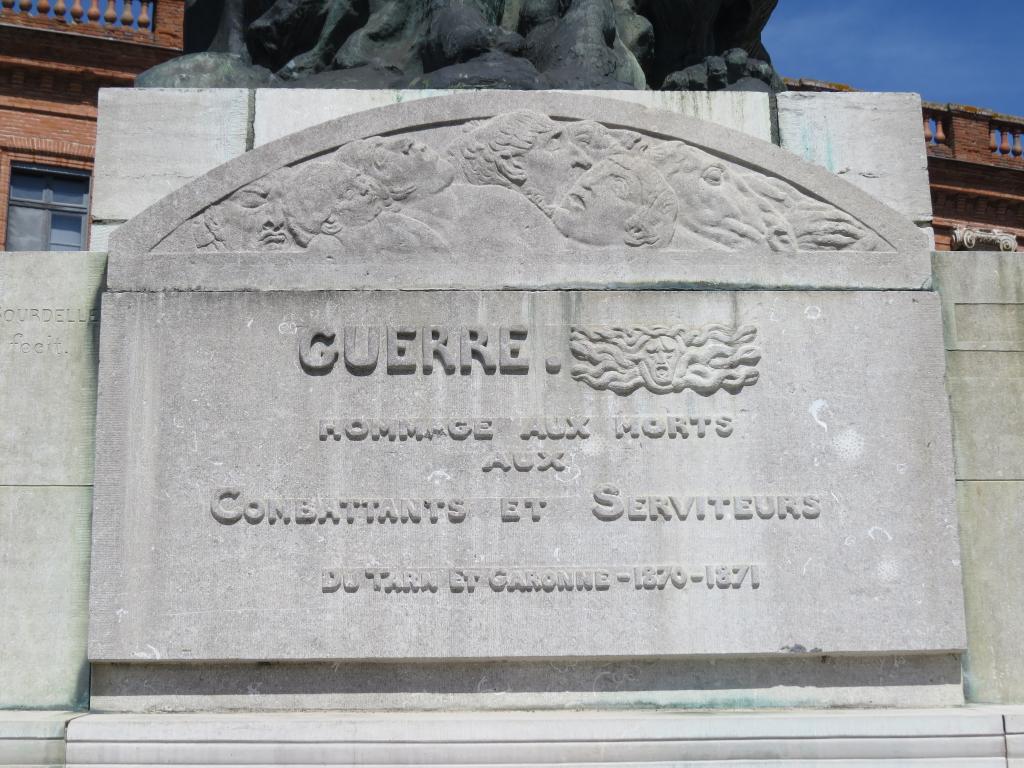 BOURDELLE
fecit.
GUERRE.
HOMMAGE AUX MORTS
AUX
COMBATTANTS ET SERVITEURS
DU TARN ET GARONNE-1870-1871